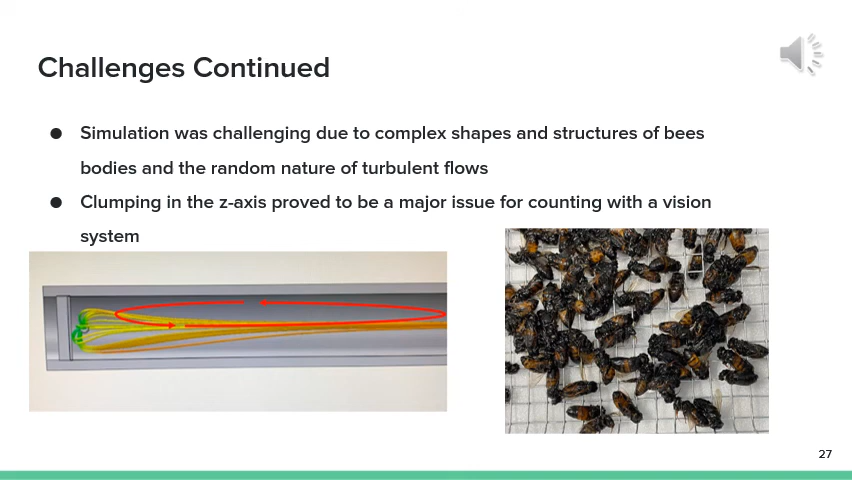 Challenges Continued
● Simulation was challenging due to complex shapes and structures of bees
bodies and the random nature of turbulent flows
● Clumping in the z-axis proved to be a major issue for counting with a vision
system
27